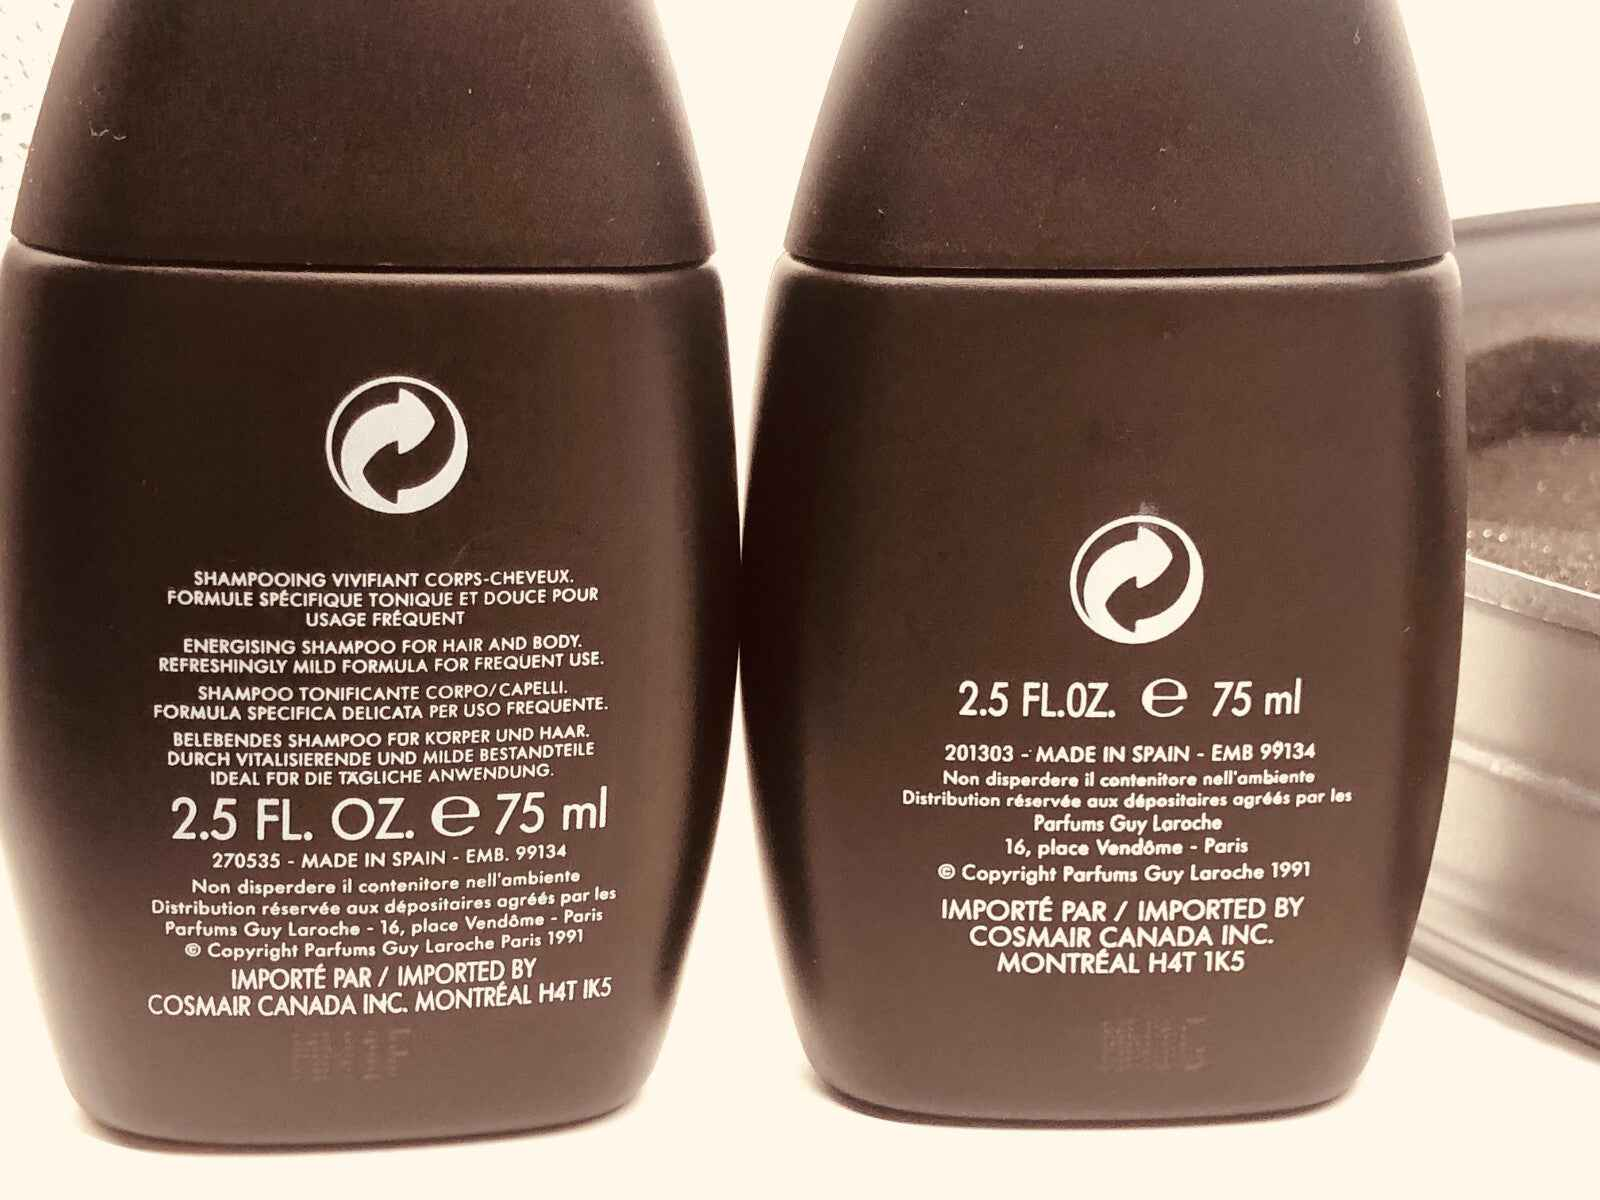 SHAMPOOING VIVIFIANT CORPS-CHEVEUX.
FORMULE SPÉCIFIQUE TONIQUE ET DOUCE POUR
USAGE FRÉQUENT
ENERGISING SHAMPOO FOR HAIR AND BODY.
REFRESHINGLY MILD FORMULA FOR FREQUENT USE.
SHAMPOO TONIFICANTE CORPO/CAPELLI.
FORMULA SPECIFICA DELICATA PER USO FREQUENTE.
BELEBENDES SHAMPOO FÜR KÖRPER UND HAAR.
DURCH VITALISIERENDE UND MILDE BESTANDTEILE
IDEAL FÜR DIE TÄGLICHE ANWENDUNG.
2.5 FL. OZ. ℮ 75 ml
270535 - MADE IN SPAIN - EMB. 99134
Non disperdere il contenitore nell'ambiente
Distribution réservée aux dépositaires agréés par les
Parfums Guy Laroche - 16, place Vendôme - Paris
© Copyright Parfums Guy Laroche Paris 1991
IMPORTÉ PAR / IMPORTED BY
COSMAIR CANADA INC. MONTRÉAL H4T IK5
2.5 FL.OZ. ℮ 75 ml
201303 - MADE IN SPAIN - EMB 99134
Non disperdere il contenitore nell'ambiente
Distribution réservée aux dépositaires agréés par les
Parfums Guy Laroche
16, place Vendôme - Paris
© Copyright Parfums Guy Laroche 1991
IMPORTÉ PAR / IMPORTED BY
COSMAIR CANADA INC.
MONTRÉAL H4T 1K5